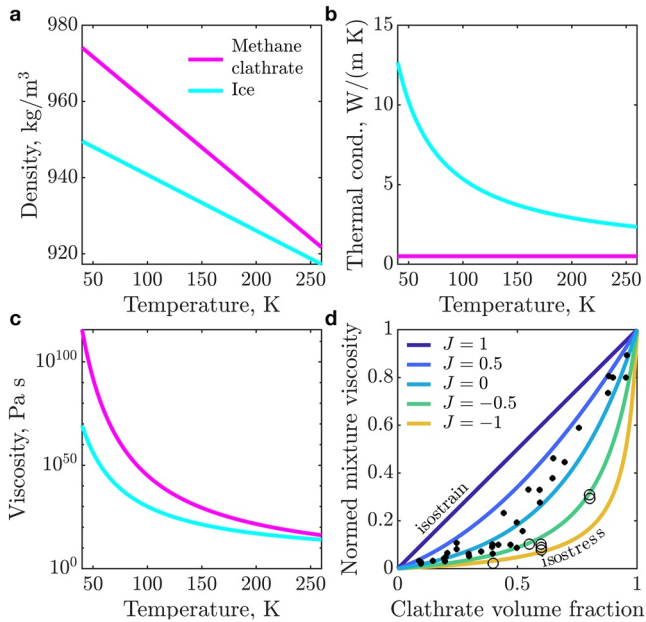 a
980
960
940
920
Density, kg/m³
Methane
clathrate
Ice
50 100 150 200 250
Temperature, K
b
15
10
5
0
Thermal cond., W/(m K)
50 100 150 200 250
Temperature, K
c
10¹⁰⁰
10⁵⁰
10⁰
Viscosity, Pa s
50 100 150 200 250
Temperature, K
d
1
0.8
0.6
0.4
0.2
0
Normed mixture viscosity
J = 1
J = 0.5
J = 0
J = −0.5
J = −1
isostrain
isostress
0 0.5 1
Clathrate volume fraction